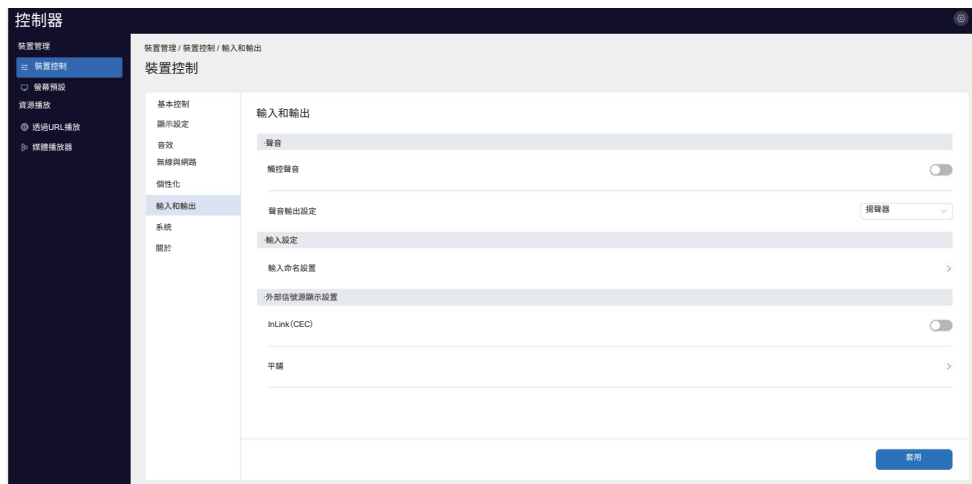 控制器
裝置管理
裝置控制
螢幕預設
資源播放
透過URL播放
媒體播放器
裝置管理 / 裝置控制 / 輸入和輸出
裝置控制
基本控制
顯示設定
音效
無線與網路
個性化
輸入和輸出
系統
關於
輸入和輸出
·聲音
觸控聲音
聲音輸出設定
揚聲器
·輸入設定
輸入命名設置
·外部信號源顯示設置
InLink(CEC)
平鋪
套用